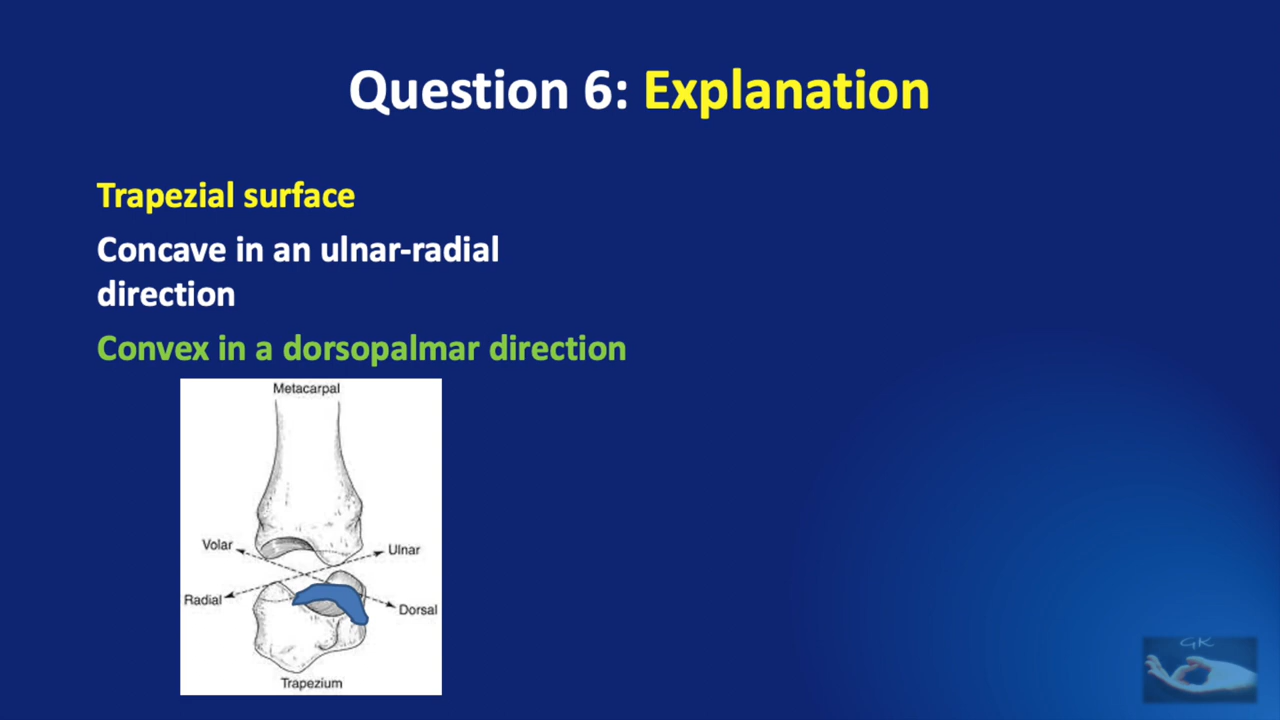 Question 6: Explanation
Trapezial surface
Concave in an ulnar-radial
direction
Convex in a dorsopalmar direction
Metacarpal
Volar
Ulnar
Radial
Dorsal
Trapezium
GK